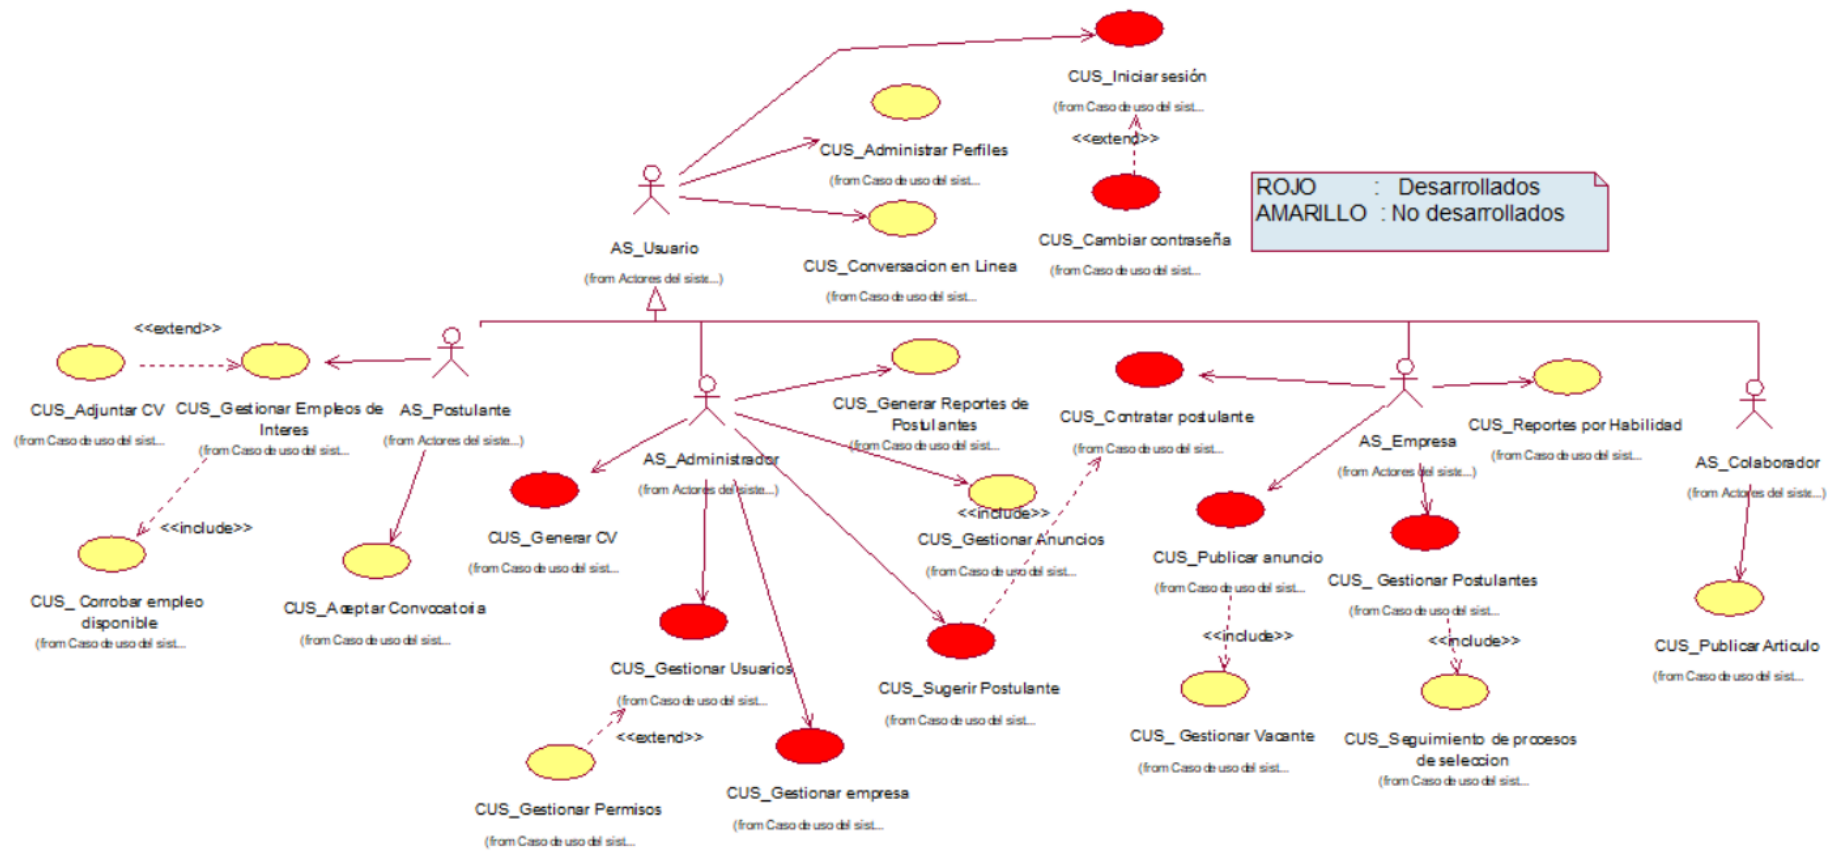 CUS_Iniciar sesión
(from Caso de uso del sist...
<<extend>>
CUS_Administrar Perfiles
(from Caso de uso del sist...
ROJO : Desarrollados
AMARILLO : No desarrollados
CUS_Cambiar contraseña
(from Caso de uso del sist...
AS_Usuario
(from Actores del siste...)
CUS_Conversacion en Linea
(from Caso de uso del sist...
<<extend>>
CUS_Adjuntar CV
(from Caso de uso del sist...
CUS_Gestionar Empleos de
Interes
(from Caso de uso del sist...
AS_Postulante
(from Actores del siste...)
CUS_Generar Reportes de
Postulantes
(from Caso de uso del sist...
CUS_Contratar postulante
(from Caso de uso del sist...
AS_Empresa
(from Actores del siste...)
CUS_Reportes por Habilidad
(from Caso de uso del sist...
AS_Colaborador
(from Actores del siste...)
AS_Administrador
(from Actores del siste...)
<<include>>
CUS_ Corrobar empleo
disponible
(from Caso de uso del sist...
CUS_Aceptar Convocatoria
(from Caso de uso del sist...
CUS_Generar CV
(from Caso de uso del sist...
<<include>>
CUS_Gestionar Anuncios
(from Caso de uso del sist...
CUS_Publicar anuncio
(from Caso de uso del sist...
CUS_ Gestionar Postulantes
(from Caso de uso del sist...
<<include>>
<<include>>
CUS_Publicar Articulo
(from Caso de uso del sist...
CUS_Gestionar Usuarios
(from Caso de uso del sist...
<<extend>>
CUS_Sugerir Postulante
(from Caso de uso del sist...
CUS_ Gestionar Vacante
(from Caso de uso del sist...
CUS_Seguimiento de procesos
de seleccion
(from Caso de uso del sist...
CUS_Gestionar Permisos
(from Caso de uso del sist...
CUS_Gestionar empresa
(from Caso de uso del sist...